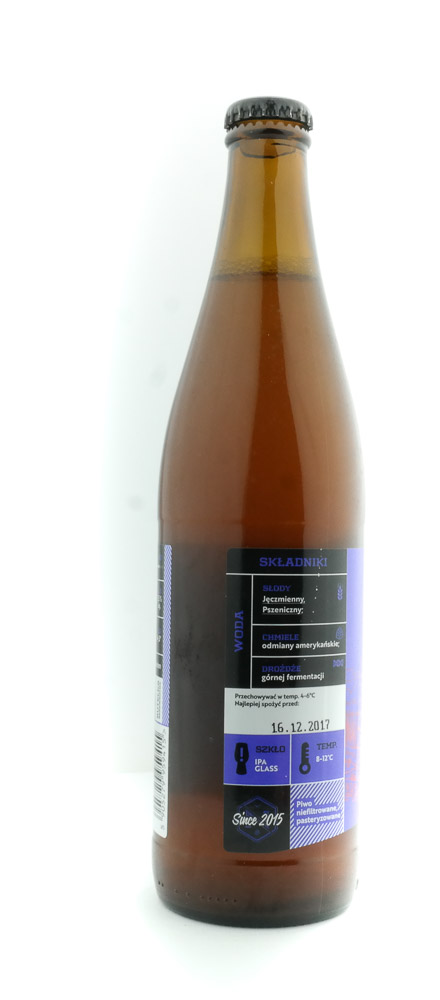 SKŁADNIKI
WODA
SŁODY
Jęczmienny,
Pszeniczny;
CHMIELE
odmiany amerykańskie;
DROŻDŻE
górnej fermentacji
Przechowywać w temp. 4-6°C
Najlepiej spożyć przed:
16.12.2017
SZKŁO
IPA
GLASS
TEMP.
8-12°C
Since 2015
Piwo
niefiltrowane,
pasteryzowane